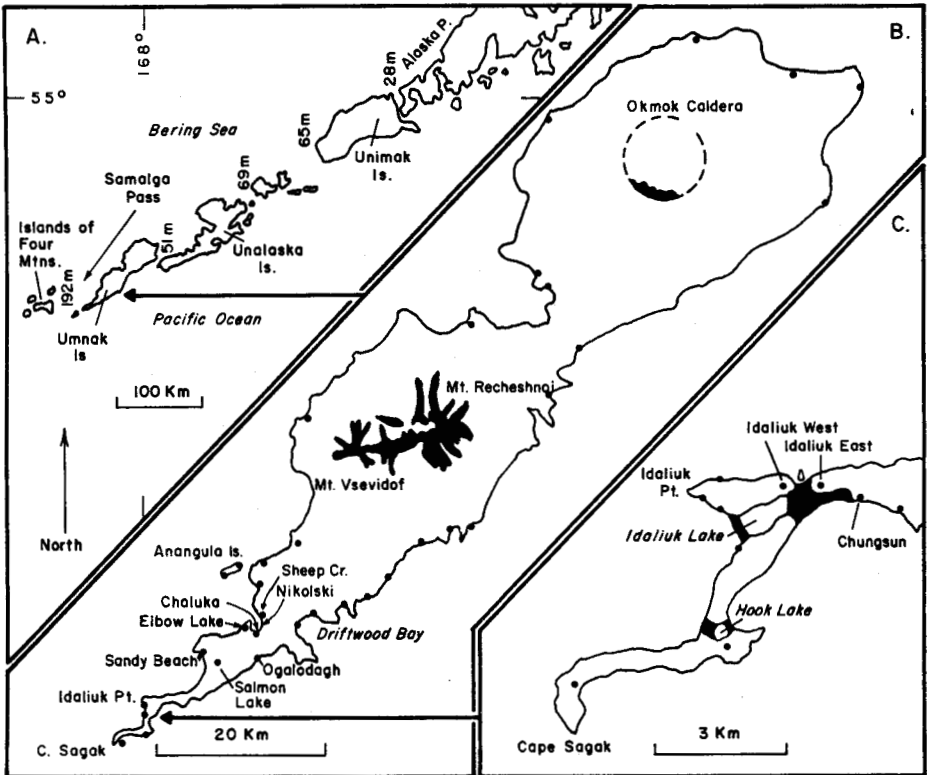 A.
168°
55°
Bering Sea
Alaska P.
28m
65m
Unimak
Is.
69m
Samalga
Pass
Islands of
Four
Mtns.
192m
51m
Unalaska
Is.
Pacific Ocean
Umnak
Is
100 Km
North
B.
Okmok Caldera
Mt. Recheshnoi
Mt. Vsevidof
Anangula Is.
Sheep Cr.
Nikolski
Chaluka
Elbow Lake
Driftwood Bay
Sandy Beach
Ogalodagh
Salmon
Lake
Idaliuk Pt.
C. Sagak
20 Km
C.
Idaliuk West
Idaliuk East
Idaliuk
Pt.
Idaliuk Lake
Chungsun
Hook Lake
Cape Sagak
3 Km